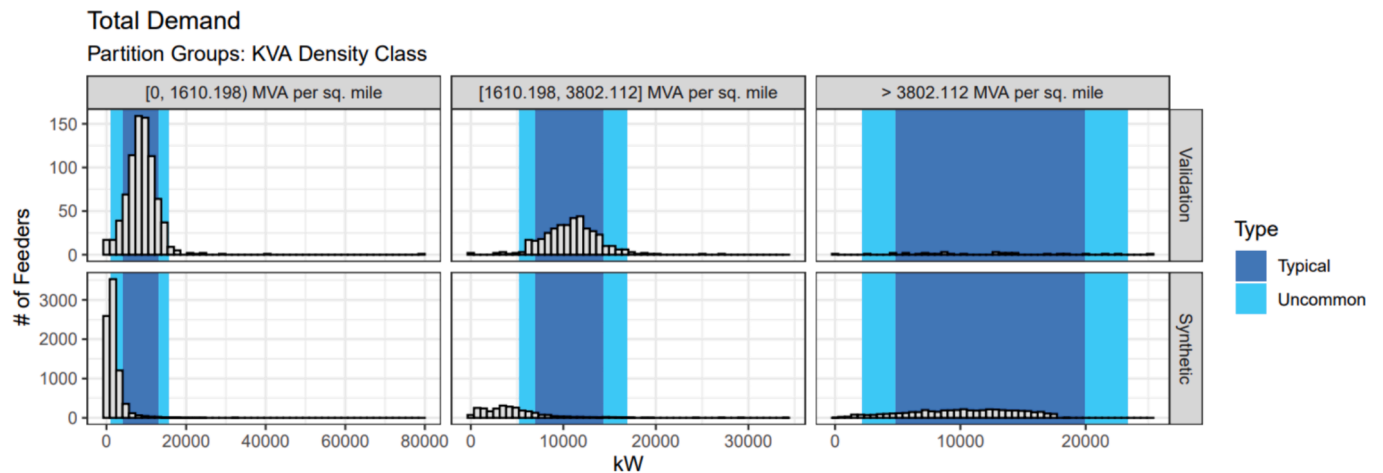 Total Demand
Partition Groups: KVA Density Class
[0, 1610.198) MVA per sq. mile
[1610.198, 3802.112] MVA per sq. mile
> 3802.112 MVA per sq. mile
# of Feeders
150
100
50
0
Validation
3000
2000
1000
0
Synthetic
0 20000 40000 60000 80000
0 10000 20000 30000
0 10000 20000
kW
Type
Typical
Uncommon